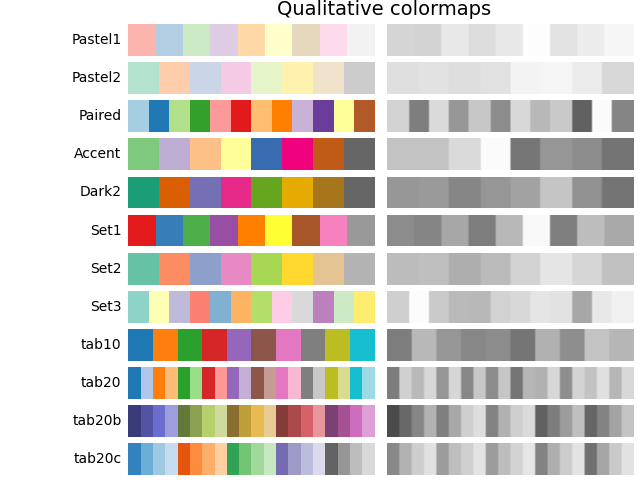 Qualitative colormaps
Pastel1
Pastel2
Paired
Accent
Dark2
Set1
Set2
Set3
tab10
tab20
tab20b
tab20c